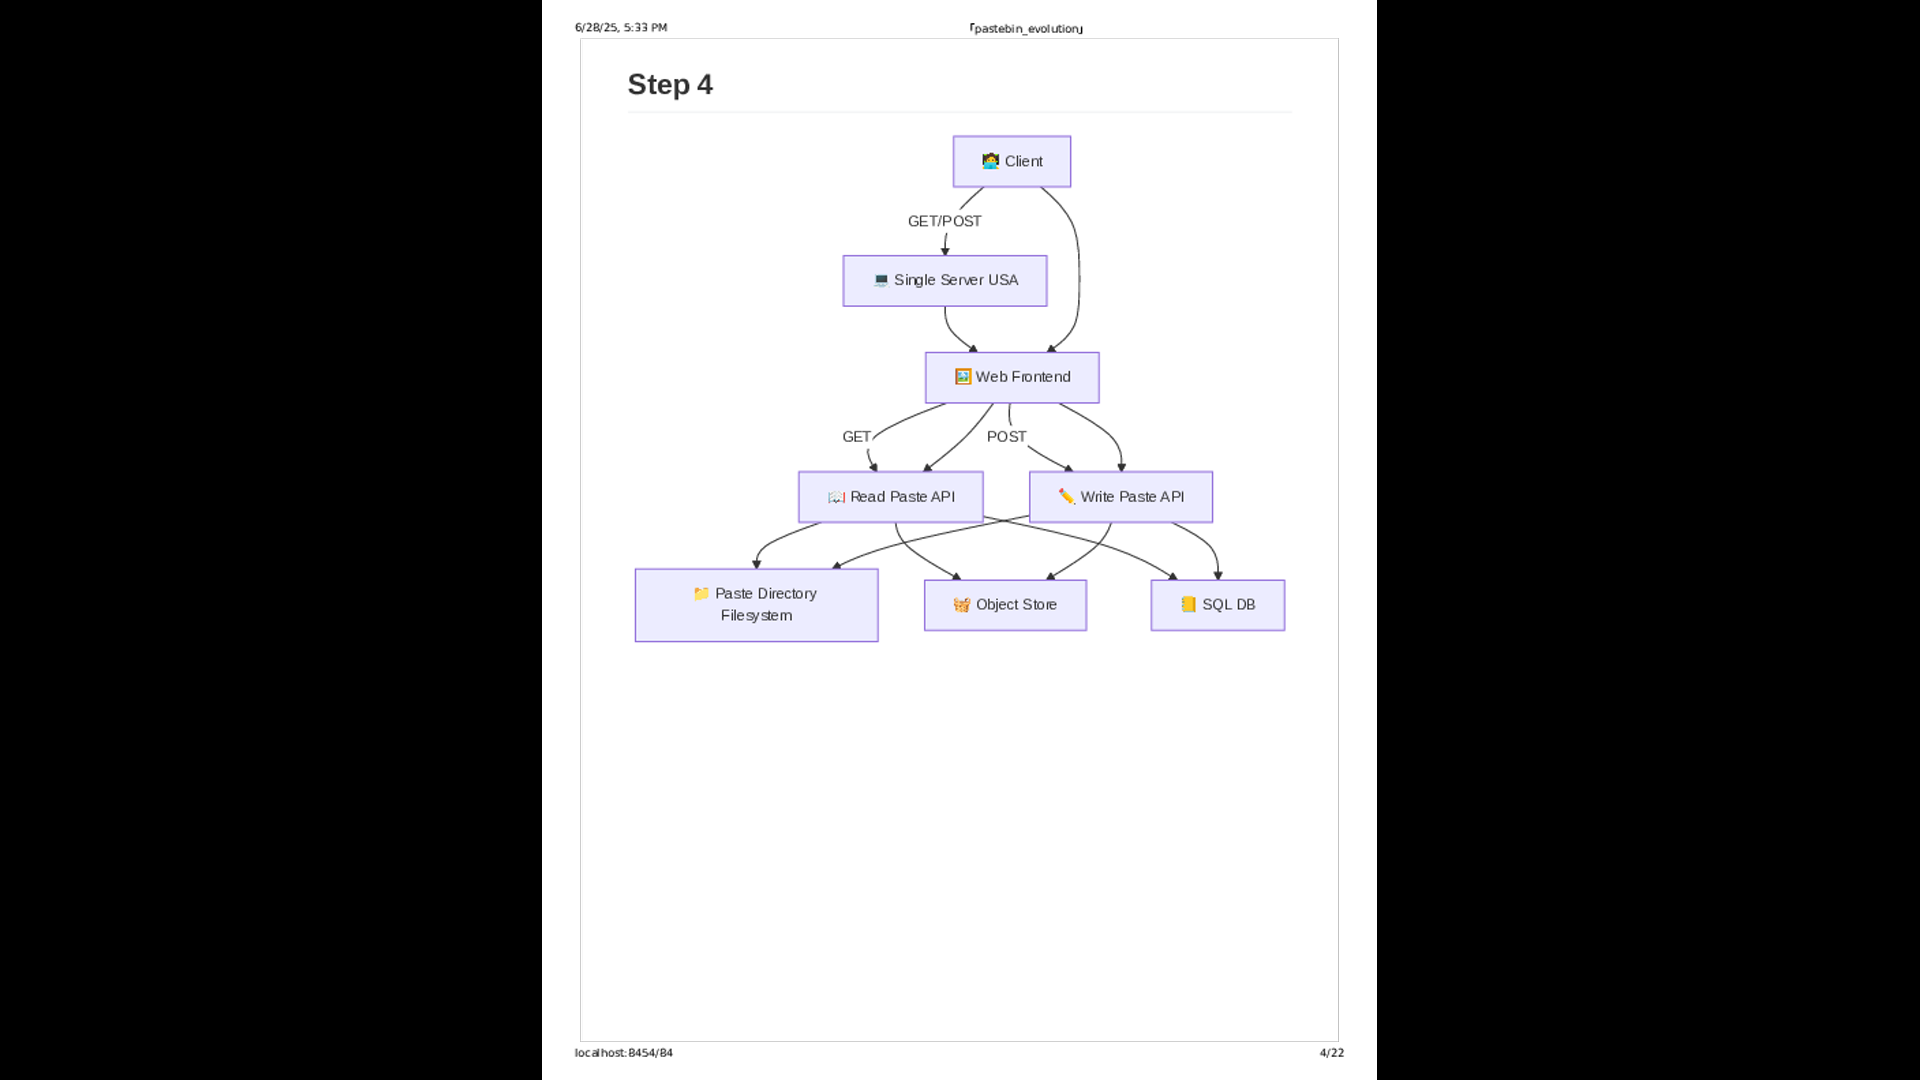 6/28/25, 5:33 PM
「pastebin_evolution」
Step 4
Client
GET/POST
Single Server USA
Web Frontend
GET
POST
Read Paste API
Write Paste API
Paste Directory
Filesystem
Object Store
SQL DB
localhost:8454/84
4/22